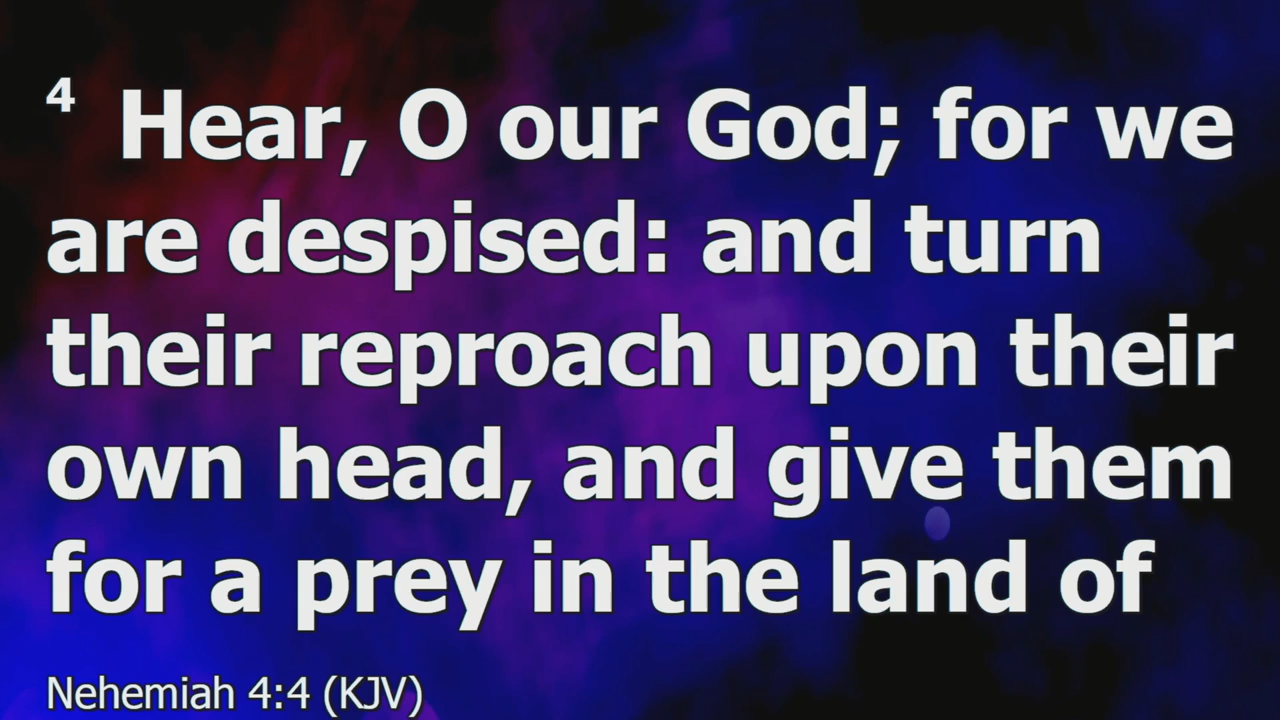 4 Hear, O our God; for we
are despised: and turn
their reproach upon their
own head, and give them
for a prey in the land of
Nehemiah 4:4 (KJV)